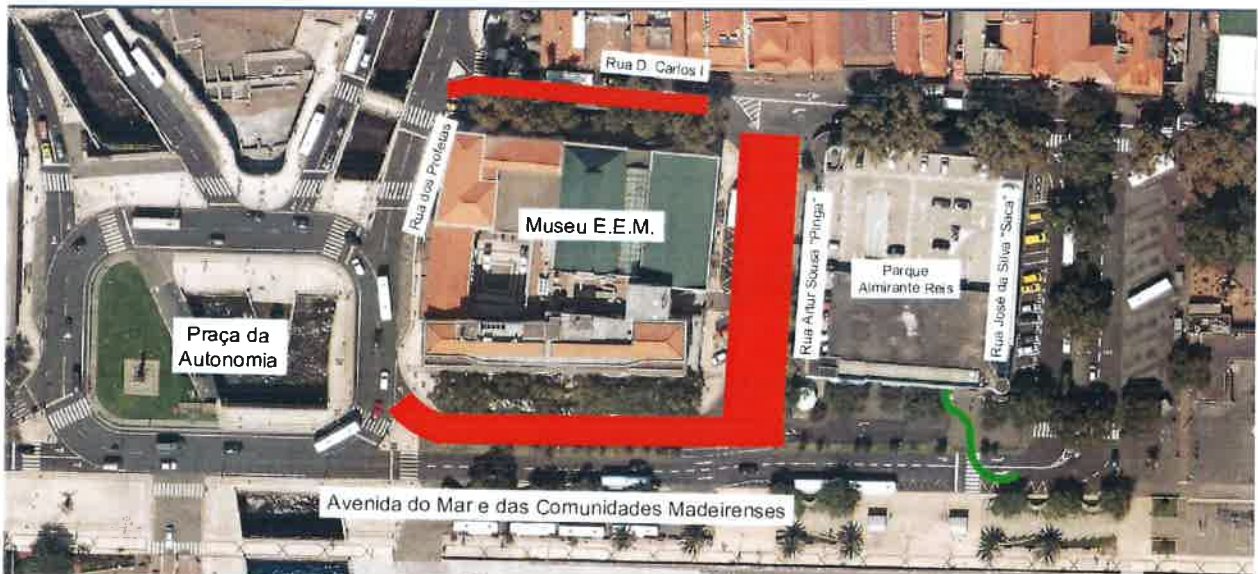 Rua D. Carlos I
Rua dos Profetas
Museu E.E.M.
Rua Artur Sousa "Pinga"
Parque
Almirante Reis
Rua José da Silva "Saca"
Praça da
Autonomia
Avenida do Mar e das Comunidades Madeirenses